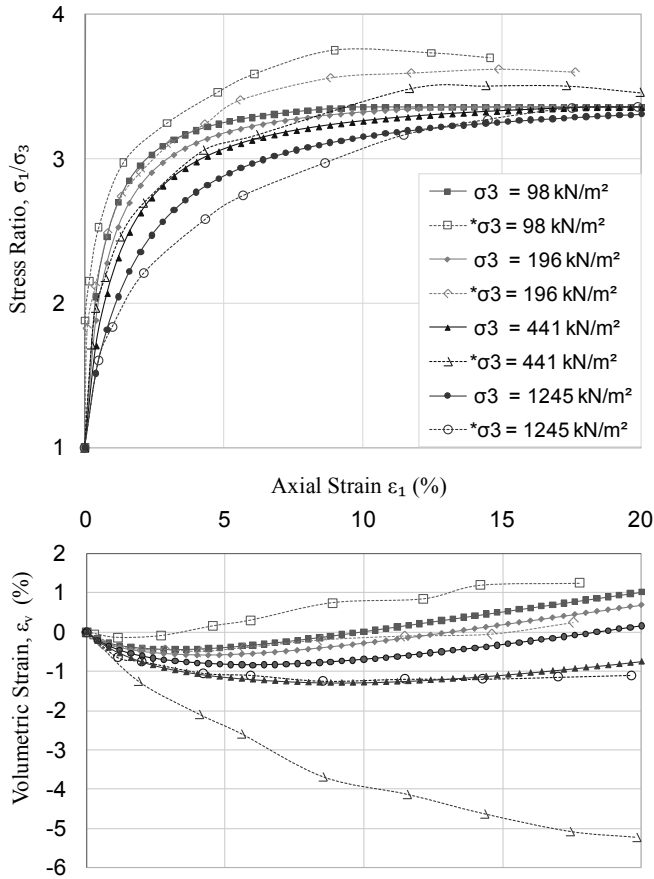 4
3
2
1
Stress Ratio, σ₁/σ₃
σ3 = 98 kN/m²
*σ3 = 98 kN/m²
σ3 = 196 kN/m²
*σ3 = 196 kN/m²
σ3 = 441 kN/m²
*σ3 = 441 kN/m²
σ3 = 1245 kN/m²
*σ3 = 1245 kN/m²
Axial Strain ε₁ (%)
0 5 10 15 20
2
1
0
-1
-2
-3
-4
-5
-6
Volumetric Strain, εᵥ (%)